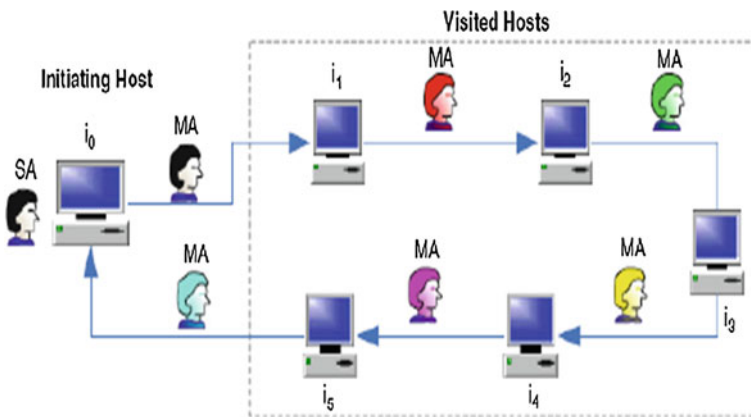 Visited Hosts
Initiating Host
MA
MA
i₁
i₂
i₀
MA
SA
MA
MA
MA
i₃
i₅
i₄